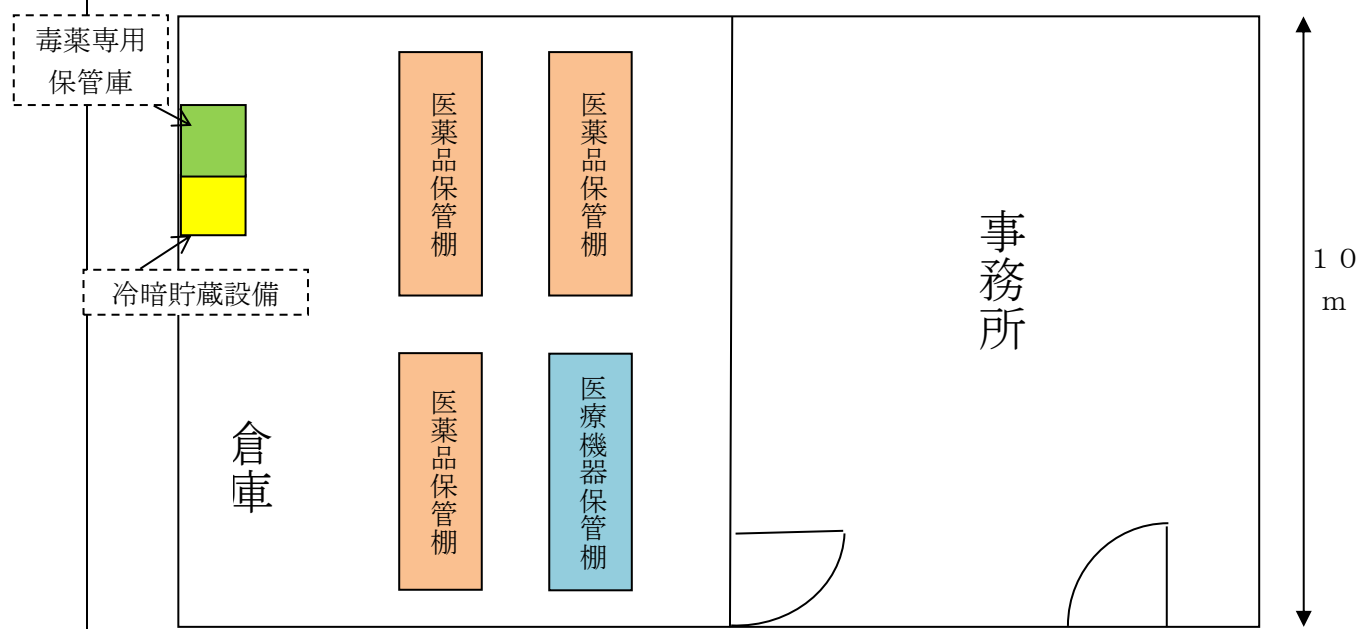 毒薬専用
保管庫
医薬品保管棚
医薬品保管棚
事務所
１０
ｍ
冷暗貯蔵設備
倉庫
医薬品保管棚
医療機器保管棚